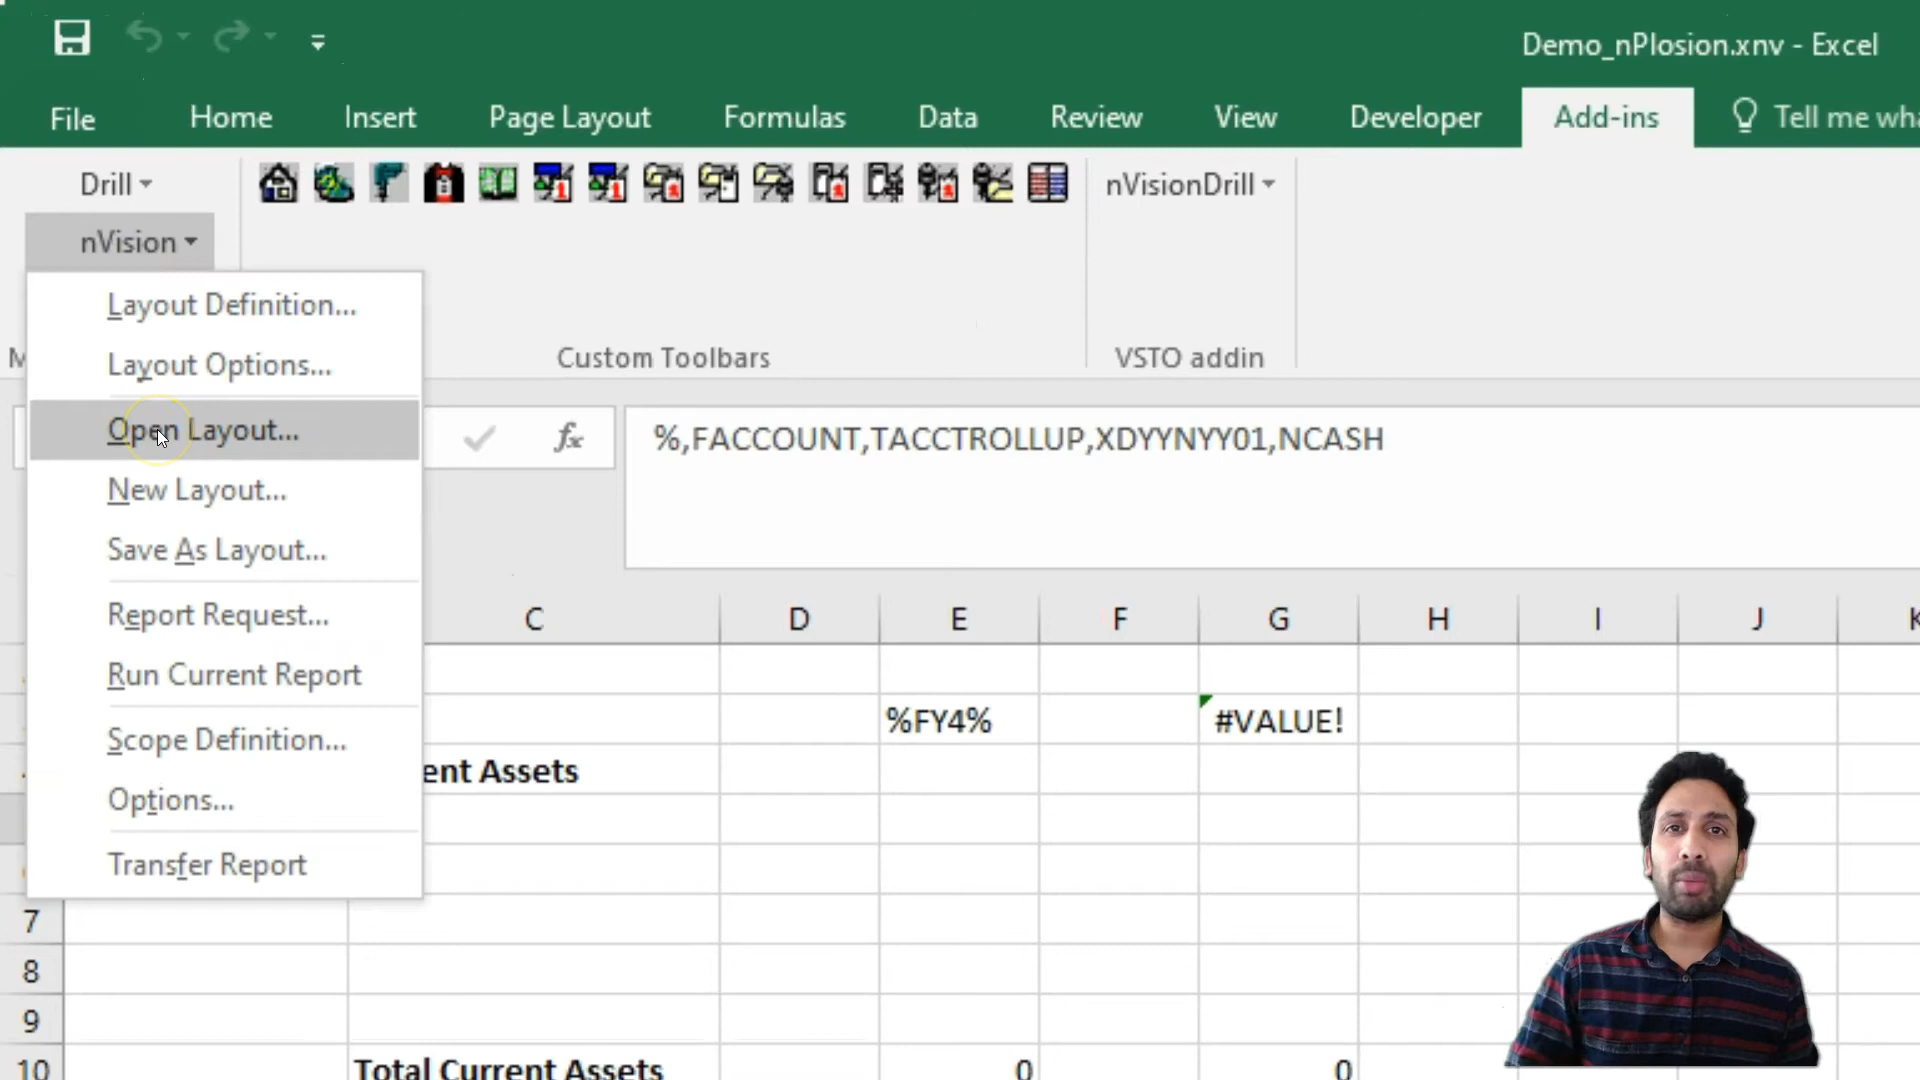 Demo_nPlosion.xnv - Excel
File Home Insert Page Layout Formulas Data Review View Developer Add-ins Tell me wha
Drill
nVisionDrill
nVision
Layout Definition...
Layout Options...
Open Layout...
New Layout...
Save As Layout...
Report Request...
Run Current Report
Scope Definition...
Options...
Transfer Report
M
Custom Toolbars
VSTO addin
fx
%,FACCOUNT,TACCTROLLUP,XDYYNYY01,NCASH
C D E F G H I J K
%FY4% #VALUE!
ent Assets
7
8
9
10 Total Current Assets 0 0